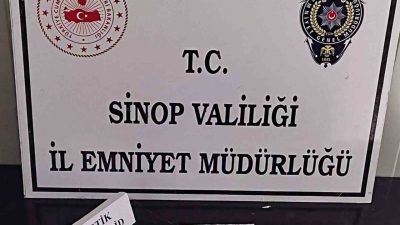 T.C.
SİNOP VALİLİĞİ
İL EMNİYET MÜDÜRLÜĞÜ